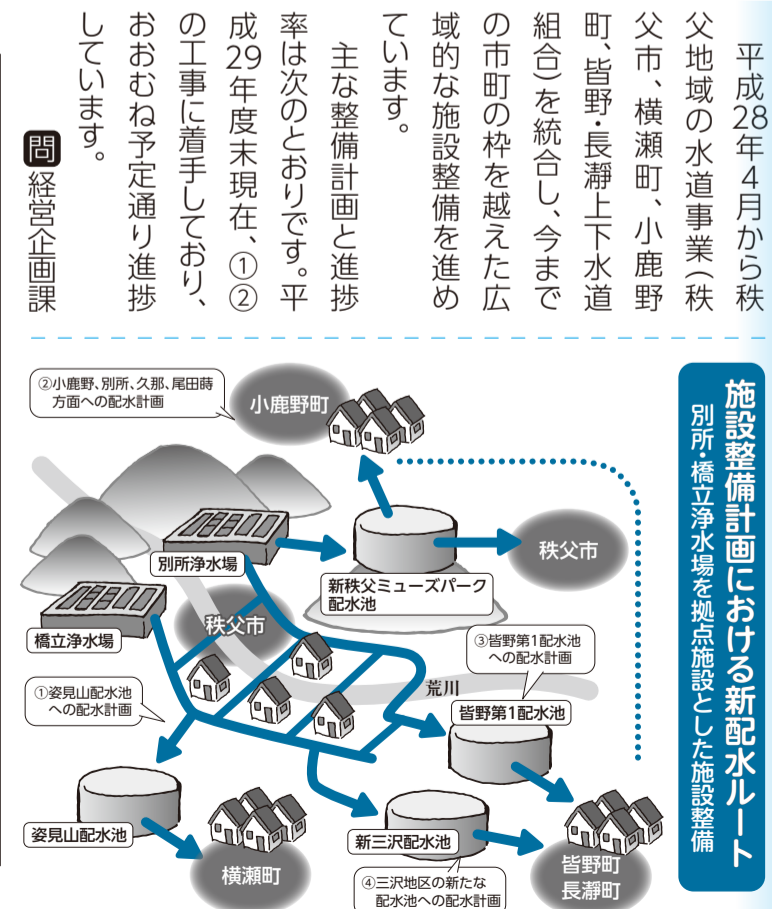 平成28年4月から秩
父地域の水道事業(秩
父市、横瀬町、小鹿野
町、皆野・長瀞上下水道
組合)を統合し、今まで
の市町の枠を越えた広
域的な施設整備を進め
ています。
主な整備計画と進捗
率は次のとおりです。平
成29年度末現在、①②
の工事に着手しており、
おおむね予定通り進捗
しています。
問 経営企画課
施設整備計画における新配水ルート
別所・橋立浄水場を拠点施設とした施設整備
②小鹿野、別所、久那、尾田蒔
方面への配水計画
小鹿野町
別所浄水場
新秩父ミューズパーク
配水池
秩父市
橋立浄水場
秩父市
③皆野第1配水池
への配水計画
①姿見山配水池
への配水計画
荒川
皆野第1配水池
姿見山配水池
横瀬町
新三沢配水池
④三沢地区の新たな
配水池への配水計画
皆野町
長瀞町